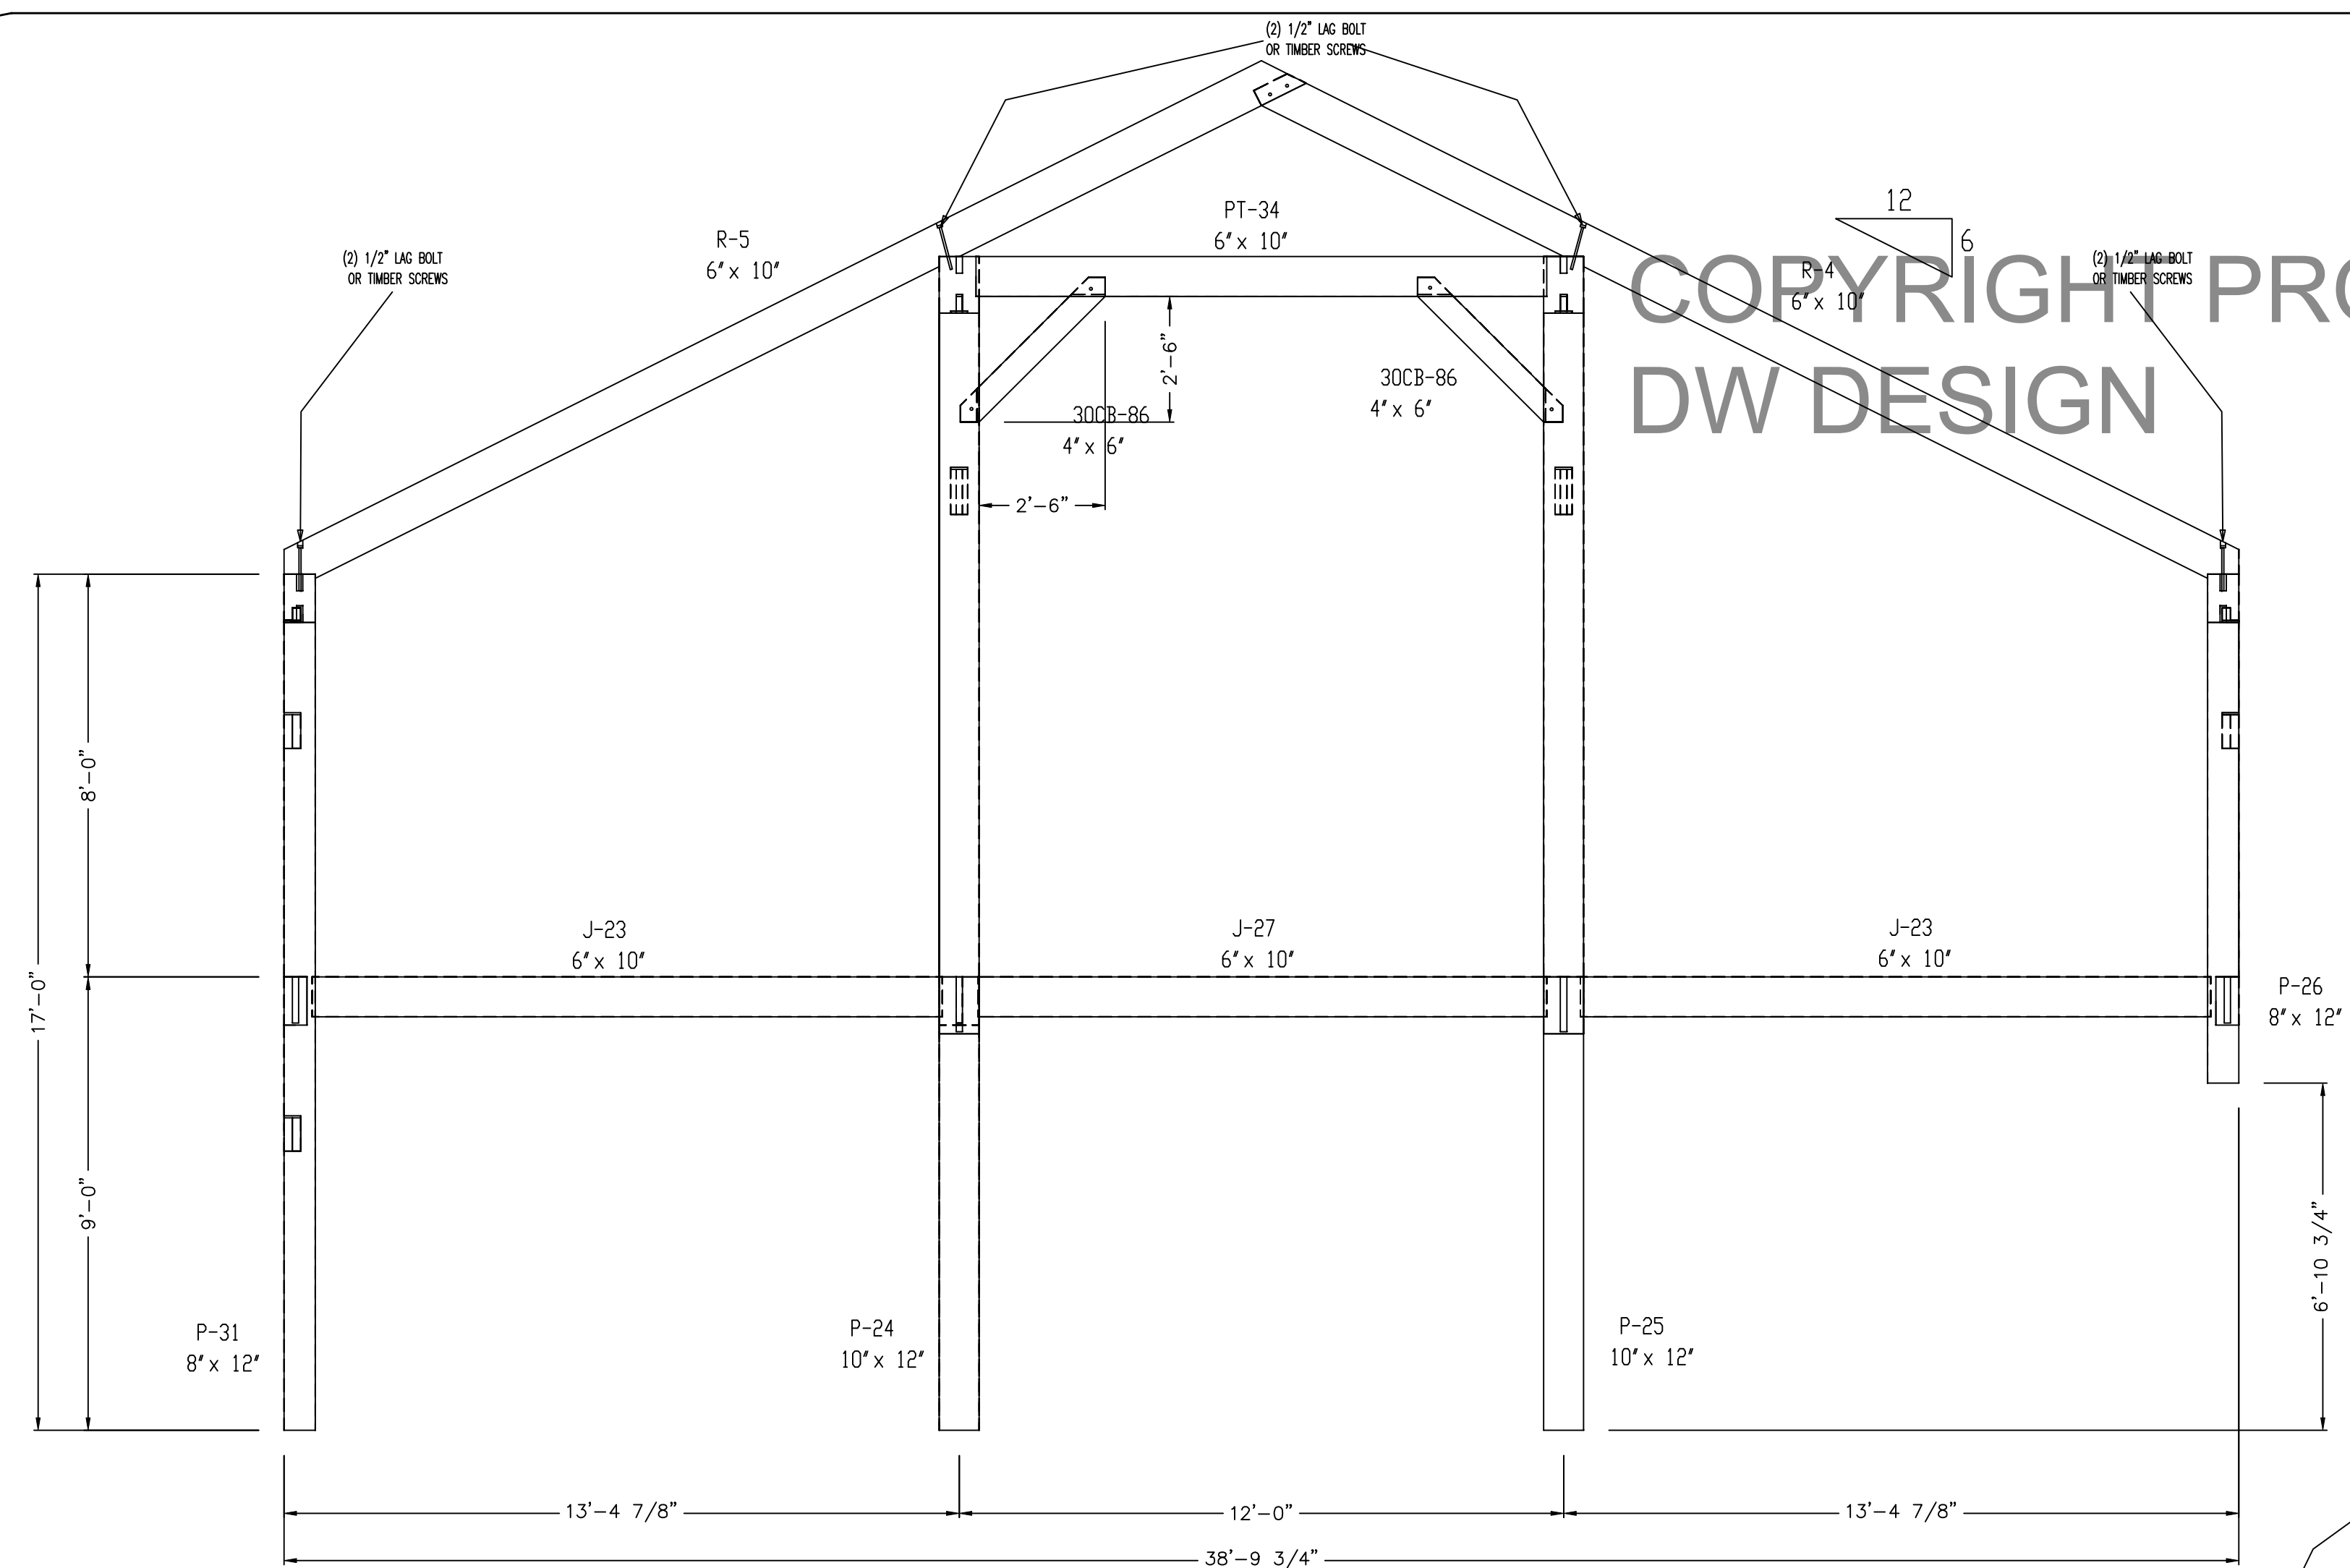 (2) 1/2" LAG BOLT
OR TIMBER SCREWS
12
6
PT-34
6" x 10"
R-5
6" x 10"
(2) 1/2" LAG BOLT
OR TIMBER SCREWS
R-4
6" x 10"
(2) 1/2" LAG BOLT
OR TIMBER SCREWS
COPYRIGHT PRO
DW DESIGN
2'-6"
30CB-86
4" x 6"
30CB-86
4" x 6"
2'-6"
8'-0"
17'-0"
9'-0"
J-23
6" x 10"
J-27
6" x 10"
J-23
6" x 10"
P-26
8" x 12"
6'-10 3/4"
P-31
8" x 12"
P-24
10" x 12"
P-25
10" x 12"
13'-4 7/8"
12'-0"
13'-4 7/8"
38'-9 3/4"